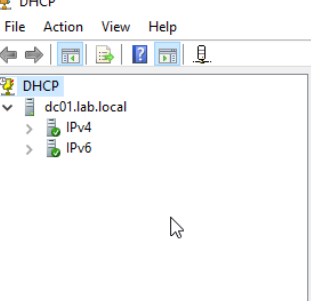 DHCP
File Action View Help
DHCP
dc01.lab.local
IPv4
IPv6